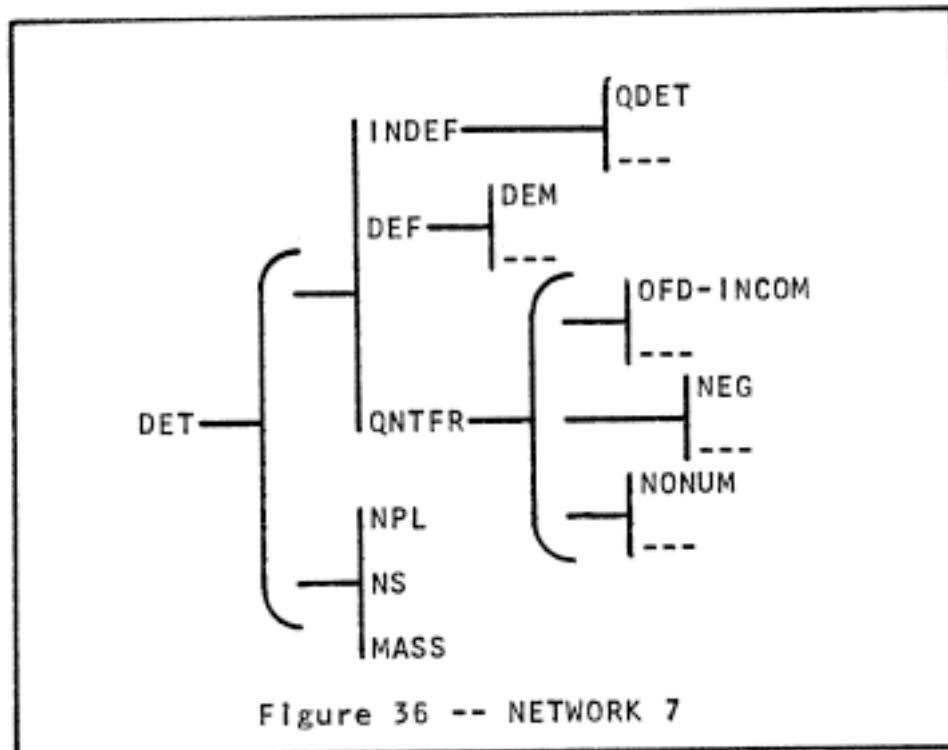 QDET
INDEF
---
DEM
DEF
---
OFD-INCOM
---
NEG
DET QNTFR
---
NONUM
NPL
---
NS
MASS
Figure 36 -- NETWORK 7